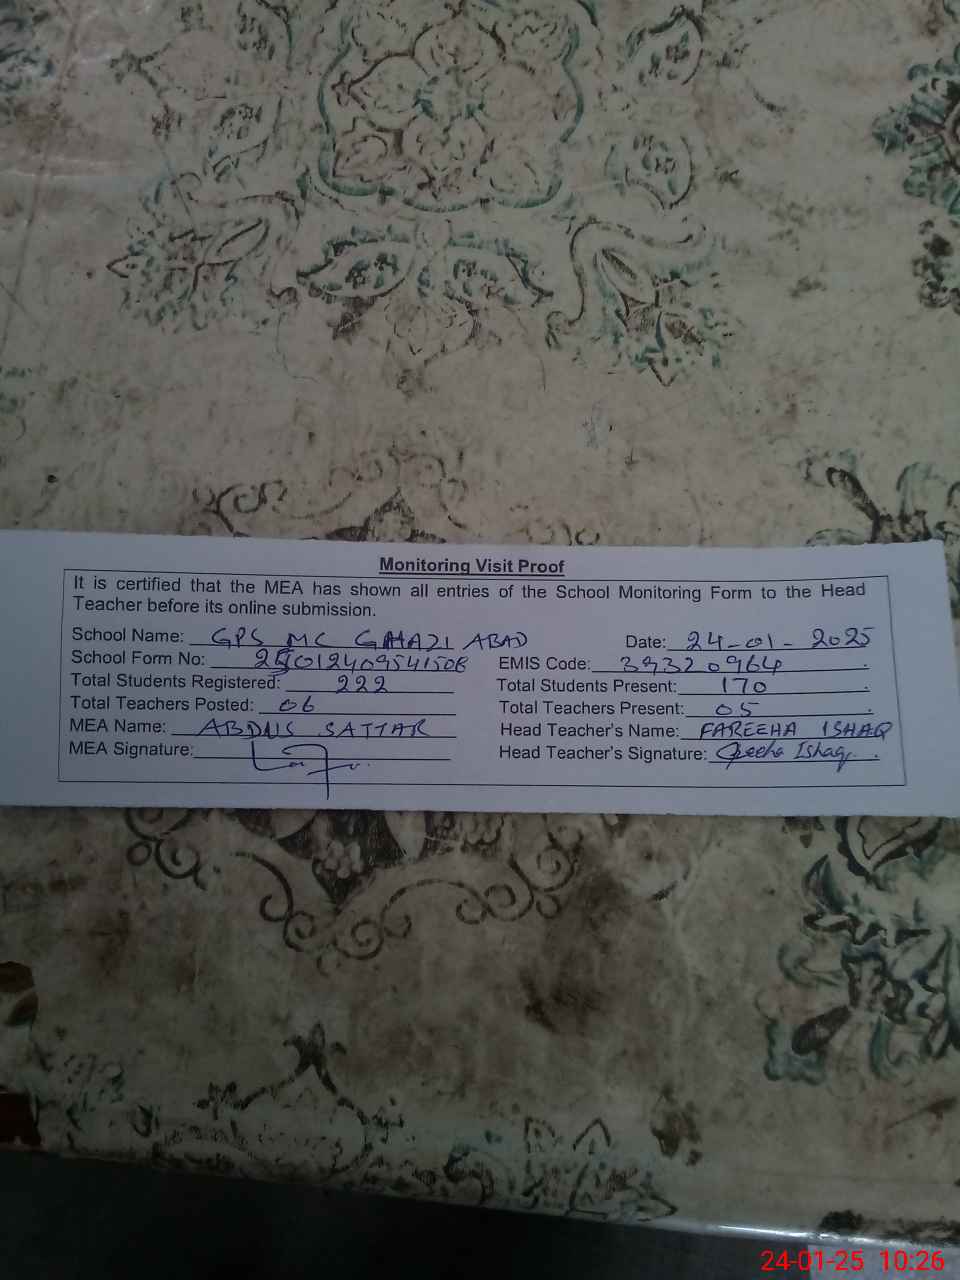 Monitoring Visit Proof
It is certified that the MEA has shown all entries of the School Monitoring Form to the Head
Teacher before its online submission.
School Name: GPS MC GHAZI ABAD Date: 24-01-2025
School Form No: EMIS Code: 39320964
Total Students Registered: 222 Total Students Present: 170
Total Teachers Posted: 06 Total Teachers Present: 05
MEA Name: ABDUS SATTAR Head Teacher's Name: FAREEHA ISHAQ
MEA Signature: Head Teacher's Signature: Fareeha Ishaq
24-01-25 10:26